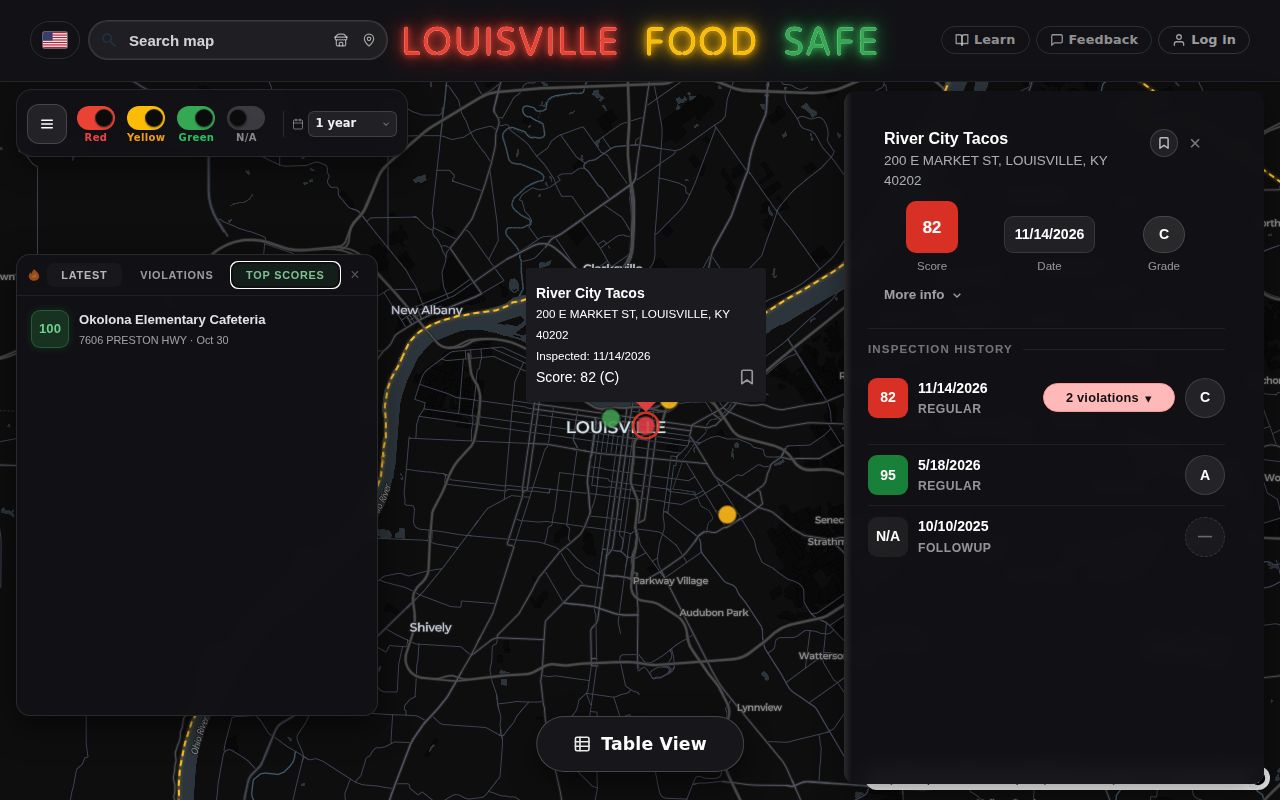 Search map
LOUISVILLE FOOD SAFE
Learn
Feedback
Log In
Red
Yellow
Green
N/A
1 year
LATEST
VIOLATIONS
TOP SCORES
100
Okolona Elementary Cafeteria
7606 PRESTON HWY · Oct 30
New Albany
River City Tacos
200 E MARKET ST, LOUISVILLE, KY
40202
Inspected: 11/14/2026
Score: 82 (C)
LOUISVILLE
Parkway Village
Audubon Park
Shively
Lynnview
Ohio River
Table View
River City Tacos
200 E MARKET ST, LOUISVILLE, KY
40202
82
11/14/2026
C
Score
Date
Grade
More info
INSPECTION HISTORY
82
11/14/2026
REGULAR
2 violations ▾
C
95
5/18/2026
REGULAR
A
N/A
10/10/2025
FOLLOWUP
—